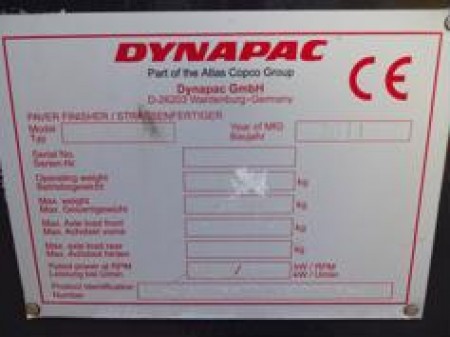 DYNAPAC
Part of the Atlas Copco Group
Dynapac GmbH
D-26203 Wardenburg-Germany
CE
PAVER FINISHER / STRASSENFERTIGER
Model Year of MfG
Typ Baujahr
Serial No.
Serien-Nr.
Operating weight kg
Betriebsgewicht
Max. weight kg
Max. Gesamtgewicht
Max. Axle load front kg
Max. Achslast vorne
Max. axle load rear kg
Max. Achslast hinten
Rated power at RPM / kW / RPM
Leistung bei U/min kW / U/min
Product Identification
Number